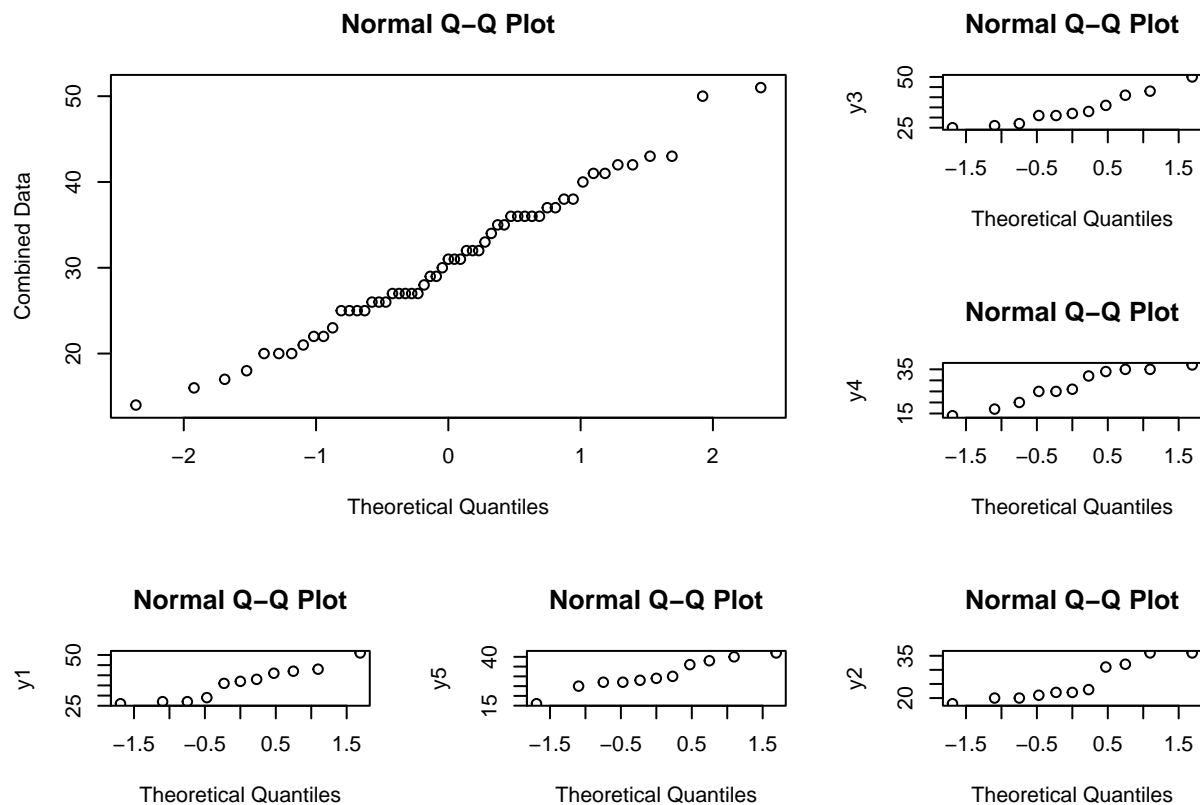 Normal Q−Q Plot
Combined Data
50
40
30
20
−2 −1 0 1 2
Theoretical Quantiles
Normal Q−Q Plot
y3
50
25
−1.5 −0.5 0.5 1.5
Theoretical Quantiles
Normal Q−Q Plot
y4
35
15
−1.5 −0.5 0.5 1.5
Theoretical Quantiles
Normal Q−Q Plot
y1
50
25
−1.5 −0.5 0.5 1.5
Theoretical Quantiles
Normal Q−Q Plot
y5
40
15
−1.5 −0.5 0.5 1.5
Theoretical Quantiles
Normal Q−Q Plot
y2
35
20
−1.5 −0.5 0.5 1.5
Theoretical Quantiles